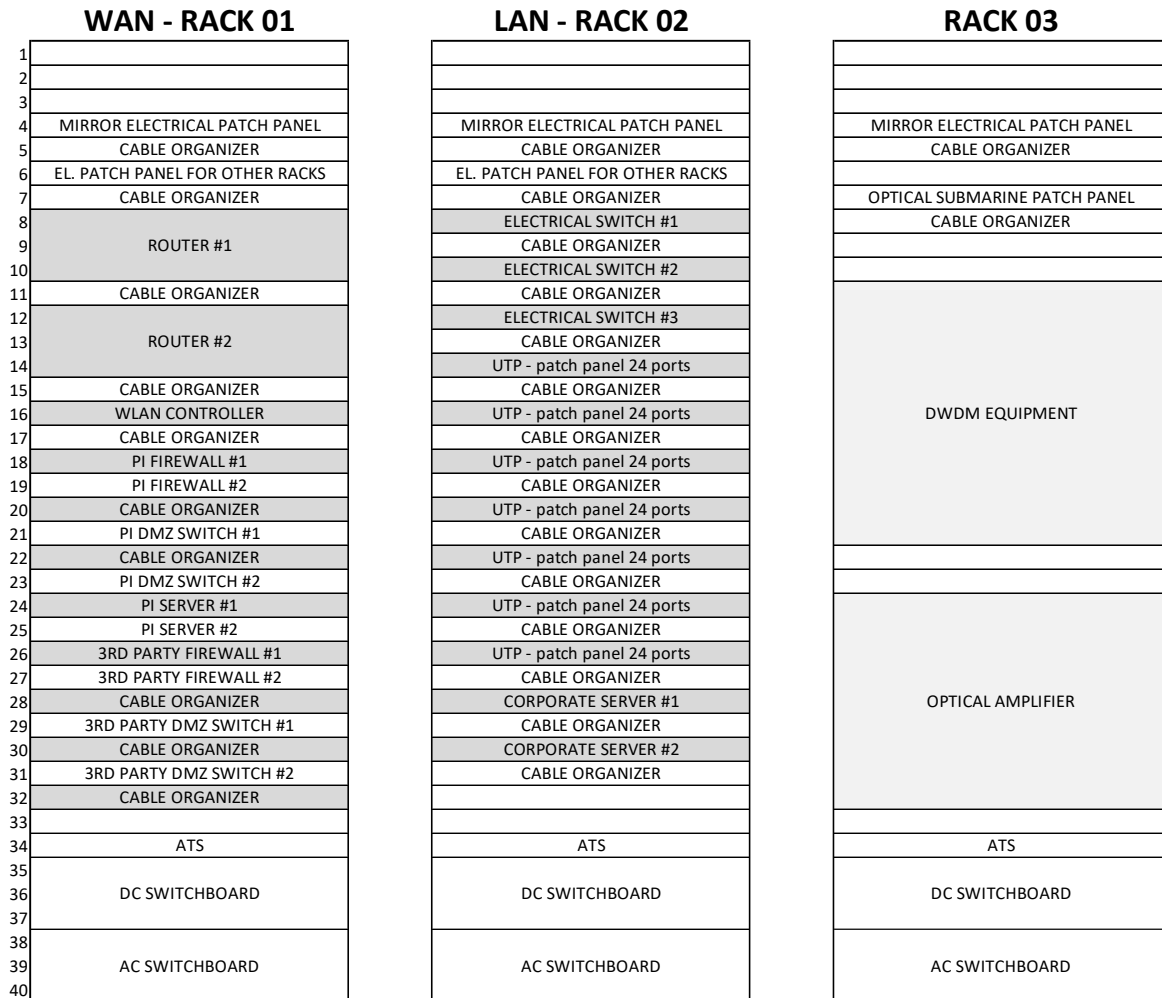 WAN - RACK 01 LAN - RACK 02 RACK 03
1
2
3
4 MIRROR ELECTRICAL PATCH PANEL MIRROR ELECTRICAL PATCH PANEL MIRROR ELECTRICAL PATCH PANEL
5 CABLE ORGANIZER CABLE ORGANIZER CABLE ORGANIZER
6 EL. PATCH PANEL FOR OTHER RACKS EL. PATCH PANEL FOR OTHER RACKS
7 CABLE ORGANIZER CABLE ORGANIZER OPTICAL SUBMARINE PATCH PANEL
8 ELECTRICAL SWITCH #1 CABLE ORGANIZER
9 ROUTER #1 CABLE ORGANIZER
10 ELECTRICAL SWITCH #2
11 CABLE ORGANIZER CABLE ORGANIZER
12 ELECTRICAL SWITCH #3
13 ROUTER #2 CABLE ORGANIZER
14 UTP - patch panel 24 ports
15 CABLE ORGANIZER CABLE ORGANIZER
16 WLAN CONTROLLER UTP - patch panel 24 ports DWDM EQUIPMENT
17 CABLE ORGANIZER CABLE ORGANIZER
18 PI FIREWALL #1 UTP - patch panel 24 ports
19 PI FIREWALL #2 CABLE ORGANIZER
20 CABLE ORGANIZER UTP - patch panel 24 ports
21 PI DMZ SWITCH #1 CABLE ORGANIZER
22 CABLE ORGANIZER UTP - patch panel 24 ports
23 PI DMZ SWITCH #2 CABLE ORGANIZER
24 PI SERVER #1 UTP - patch panel 24 ports
25 PI SERVER #2 CABLE ORGANIZER
26 3RD PARTY FIREWALL #1 UTP - patch panel 24 ports
27 3RD PARTY FIREWALL #2 CABLE ORGANIZER
28 CABLE ORGANIZER CORPORATE SERVER #1 OPTICAL AMPLIFIER
29 3RD PARTY DMZ SWITCH #1 CABLE ORGANIZER
30 CABLE ORGANIZER CORPORATE SERVER #2
31 3RD PARTY DMZ SWITCH #2 CABLE ORGANIZER
32 CABLE ORGANIZER
33
34 ATS ATS ATS
35
36 DC SWITCHBOARD DC SWITCHBOARD DC SWITCHBOARD
37
38
39 AC SWITCHBOARD AC SWITCHBOARD AC SWITCHBOARD
40